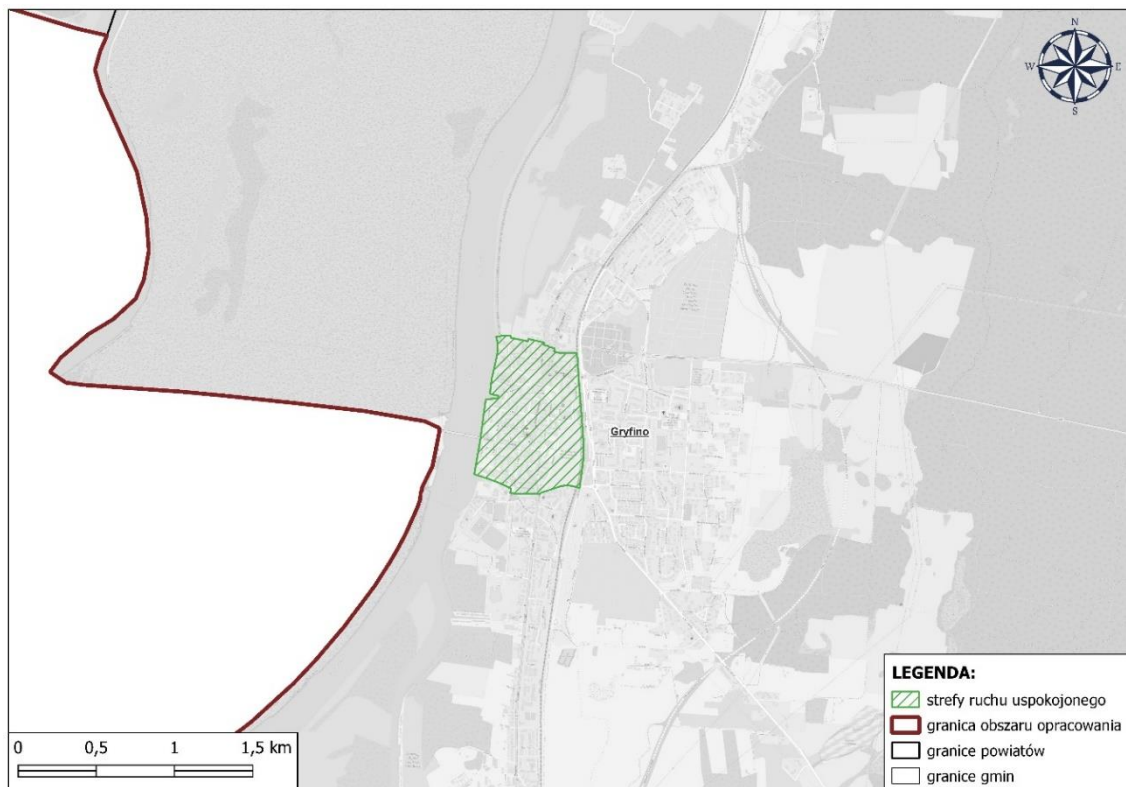 N
W
E
S
Gryfino
LEGENDA:
strefy ruchu uspokojonego
granica obszaru opracowania
granice powiatów
granice gmin
0 0,5 1 1,5 km